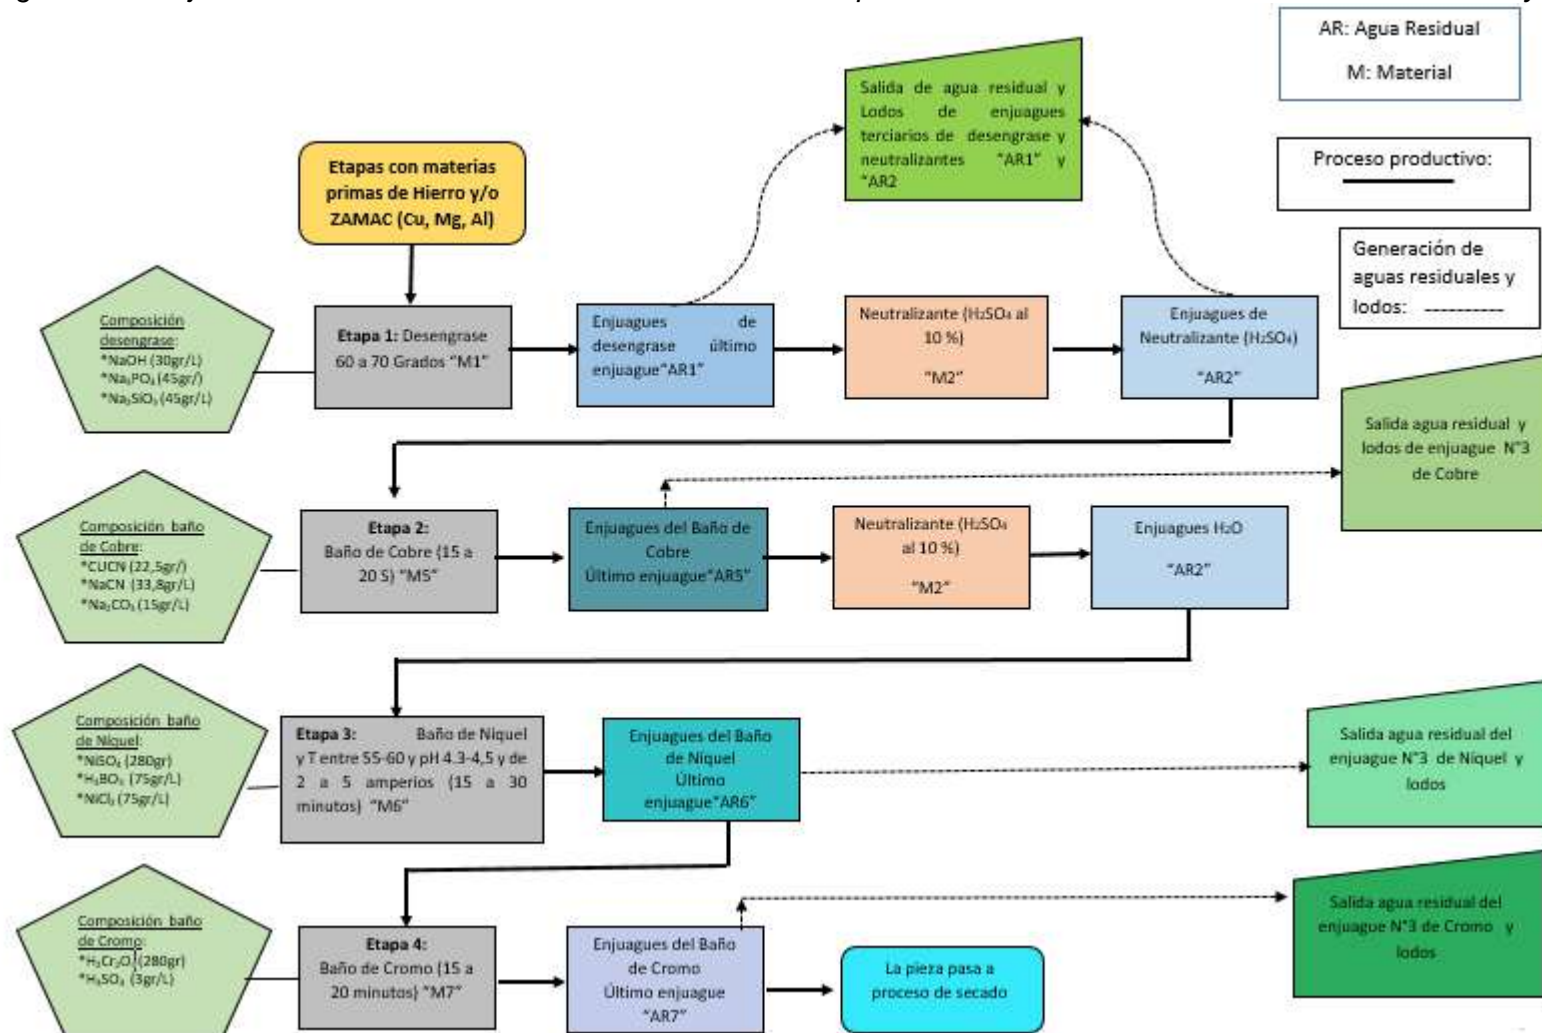 AR: Agua Residual
M: Material
Salida de agua residual y
Lodos de enjuagues
terciarios de desengrase y
neutralizantes "AR1" y
"AR2
Proceso productivo:
Etapas con materias
primas de Hierro y/o
ZAMAC (Cu, Mg, Al)
Generación de
aguas residuales y
lodos:
Composición
desengrase:
*NaOH (30gr/L)
*Na₃PO₄ (45gr/)
*Na₂SiO₃ (45gr/L)
Etapa 1: Desengrase
60 a 70 Grados "M1"
Enjuagues de
desengrase último
enjuague"AR1"
Neutralizante (H₂SO₄ al
10 %)
"M2"
Enjuagues de
Neutralizante (H₂SO₄)
"AR2"
Salida agua residual y
lodos de enjuague N°3
de Cobre
Composición baño
de Cobre:
*CUCN (22,5gr/)
*NaCN (33,8gr/L)
*Na₂CO₃ (15gr/L)
Etapa 2:
Baño de Cobre (15 a
20 S) "M5"
Enjuagues del Baño de
Cobre
Último enjuague"AR5"
Neutralizante (H₂SO₄
al 10 %)
"M2"
Enjuagues H₂O
"AR2"
Composición baño
de Níquel:
*NiSO₄ (280gr)
*H₃BO₃ (75gr/L)
*NiCl₂ (75gr/L)
Etapa 3: Baño de Níquel
y T entre 55-60 y pH 4.3-4,5 y de
2 a 5 amperios (15 a 30
minutos) "M6"
Enjuagues del Baño
de Níquel
Último
enjuague"AR6"
Salida agua residual del
enjuague N°3 de Níquel y
lodos
Composición baño
de Cromo:
(280gr)
(3gr/L)
Etapa 4:
Baño de Cromo (15 a
20 minutos) "M7"
Enjuagues del Baño
de Cromo
Último enjuague
"AR7"
La pieza pasa a
proceso de secado
Salida agua residual del
enjuague N°3 de Cromo y
lodos